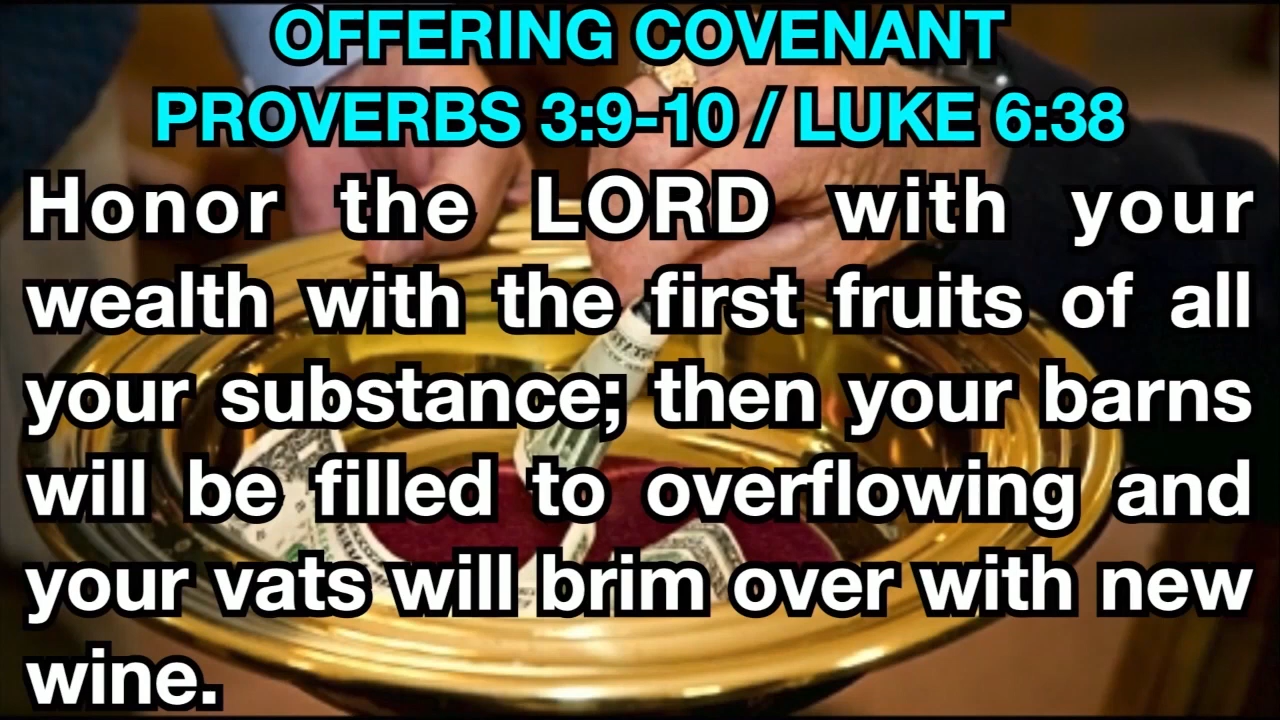 OFFERING COVENANT
PROVERBS 3:9-10 / LUKE 6:38
Honor the LORD with your
wealth with the first fruits of all
your substance; then your barns
will be filled to overflowing and
your vats will brim over with new
wine.